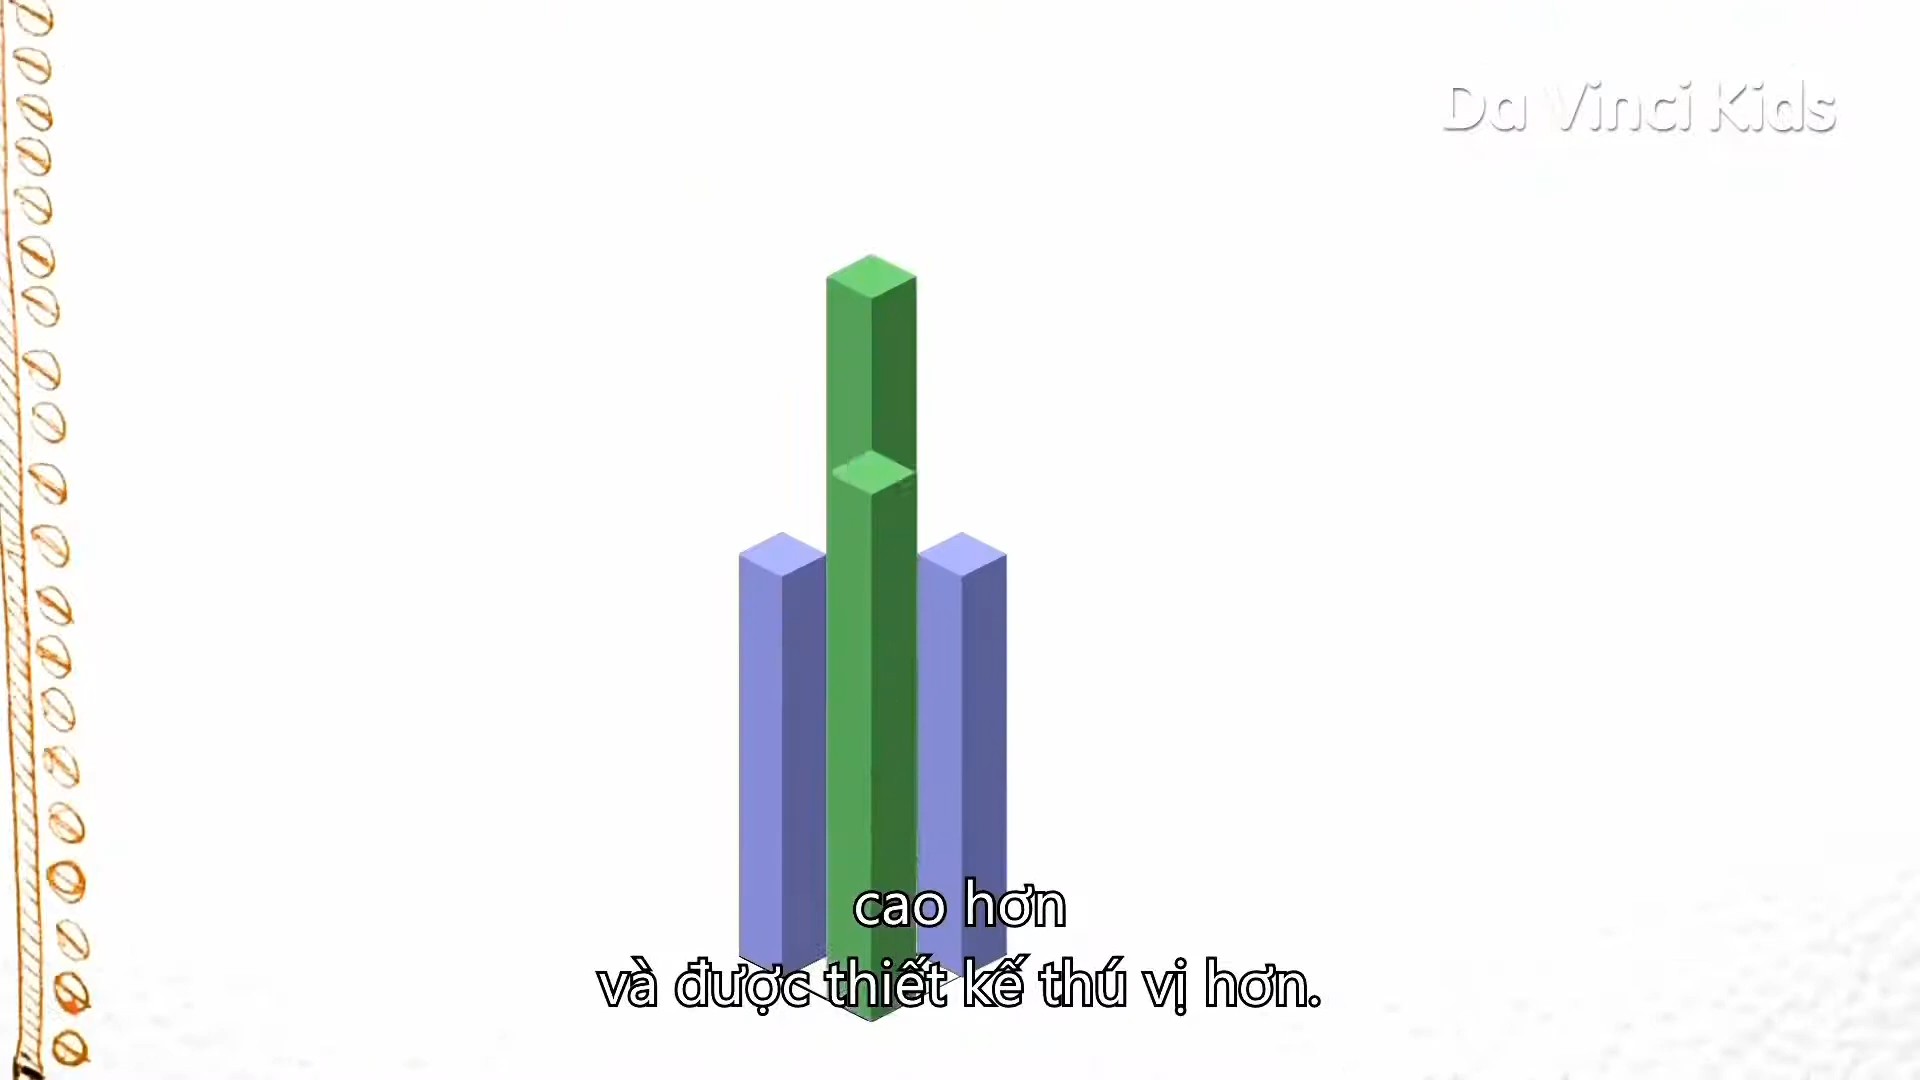 Da Vinci Kids
cao hơn
và được thiết kế thú vị hơn.